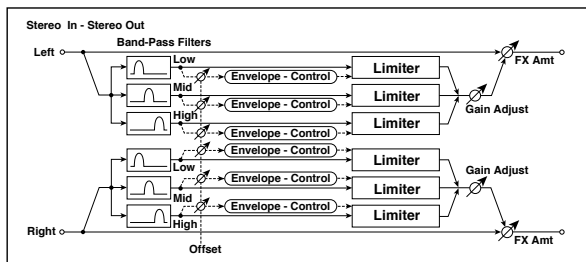 Stereo In - Stereo Out
Band-Pass Filters
Left
FX Amt
Low
Envelope - Control
Limiter
Mid
Envelope - Control
Limiter
Gain Adjust
High
Envelope - Control
Limiter
Envelope - Control
Low
Limiter
Gain Adjust
Envelope - Control
Mid
Limiter
Envelope - Control
High
Limiter
Right
FX Amt
Offset